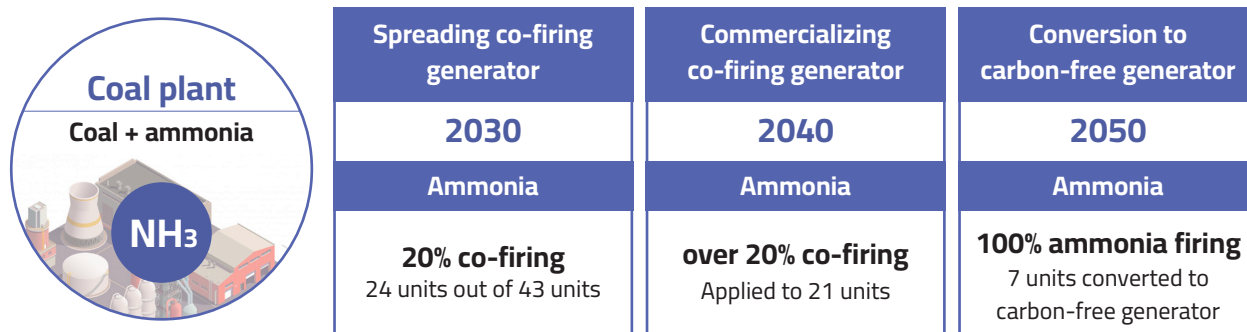 Coal plant
Coal + ammonia
NH3
Spreading co-firing
generator
2030
Ammonia
20% co-firing
24 units out of 43 units
Commercializing
co-firing generator
2040
Ammonia
over 20% co-firing
Applied to 21 units
Conversion to
carbon-free generator
2050
Ammonia
100% ammonia firing
7 units converted to
carbon-free generator